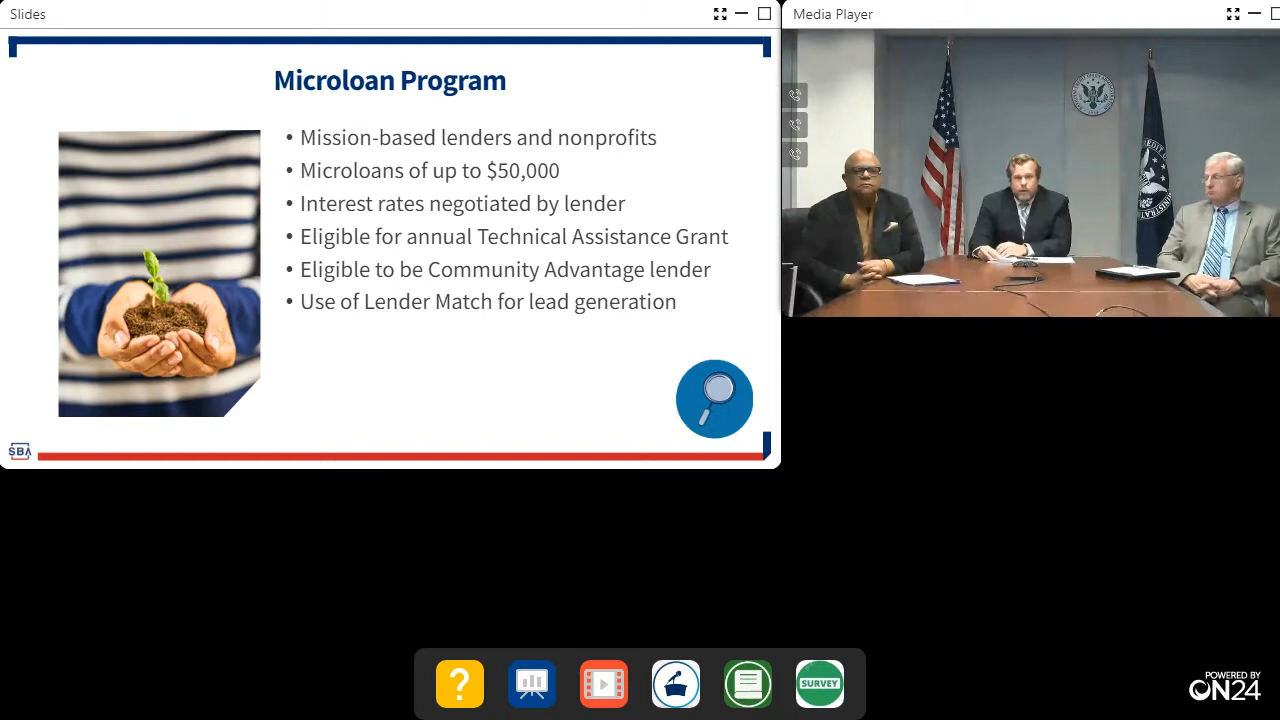 Slides
Microloan Program
• Mission-based lenders and nonprofits
• Microloans of up to $50,000
• Interest rates negotiated by lender
• Eligible for annual Technical Assistance Grant
• Eligible to be Community Advantage lender
• Use of Lender Match for lead generation
SBA
Media Player
?
SURVEY
POWERED BY
ON24